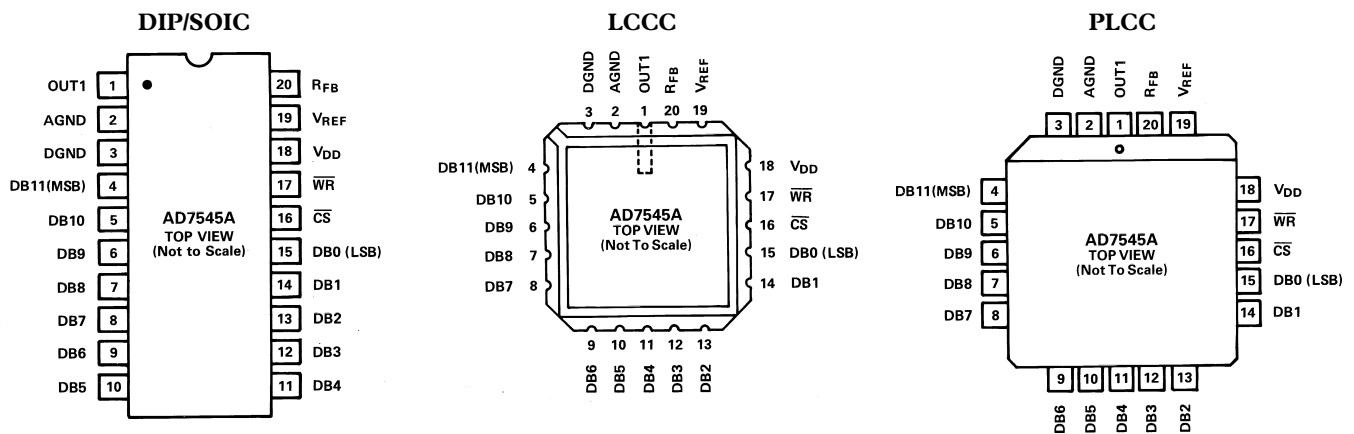 DIP/SOIC
OUT1 1
AGND 2
DGND 3
DB11(MSB) 4
DB10 5
DB9 6
DB8 7
DB7 8
DB6 9
DB5 10
20 RFB
19 VREF
18 VDD
17 W̅R̅
16 C̅S̅
15 DB0 (LSB)
14 DB1
13 DB2
12 DB3
11 DB4
AD7545A
TOP VIEW
(Not to Scale)
LCCC
DGND
AGND
OUT1
RFB
VREF
3 2 1 20 19
DB11(MSB) 4
DB10 5
DB9 6
DB8 7
DB7 8
18 VDD
17 W̅R̅
16 C̅S̅
15 DB0 (LSB)
14 DB1
AD7545A
TOP VIEW
(Not To Scale)
9 10 11 12 13
DB6
DB5
DB4
DB3
DB2
PLCC
DGND
AGND
OUT1
RFB
VREF
3 2 1 20 19
DB11(MSB) 4
DB10 5
DB9 6
DB8 7
DB7 8
18 VDD
17 W̅R̅
16 C̅S̅
15 DB0 (LSB)
14 DB1
AD7545A
TOP VIEW
(Not To Scale)
9 10 11 12 13
DB6
DB5
DB4
DB3
DB2